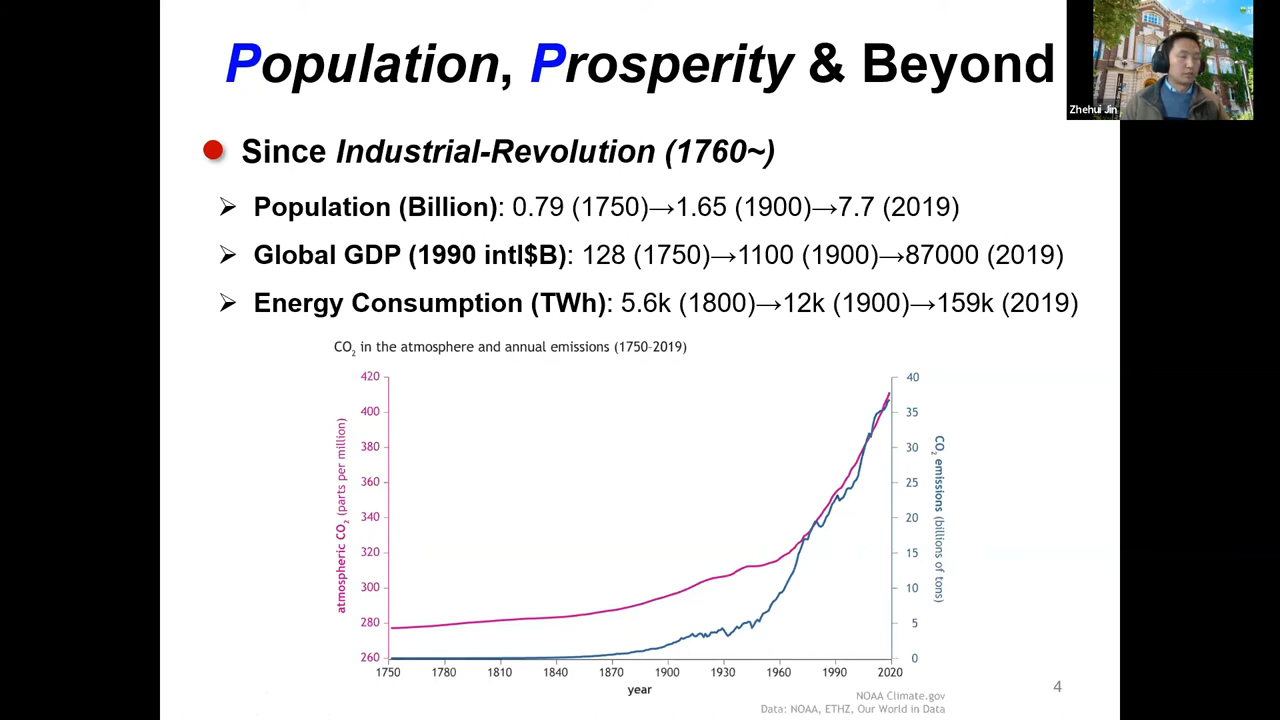 Population, Prosperity & Beyond
Zhehui Jin
Since Industrial-Revolution (1760~)
Population (Billion): 0.79 (1750)→1.65 (1900)→7.7 (2019)
Global GDP (1990 intl$B): 128 (1750)→1100 (1900)→87000 (2019)
Energy Consumption (TWh): 5.6k (1800)→12k (1900)→159k (2019)
CO₂ in the atmosphere and annual emissions (1750-2019)
atmospheric CO₂ (parts per million)
420
400
380
360
340
320
300
280
260
40
35
30
25
20
15
10
5
0
CO₂ emissions (billions of tons)
1750 1780 1810 1840 1870 1900 1930 1960 1990 2020
year
NOAA Climate.gov
Data: NOAA, ETHZ, Our World in Data
4